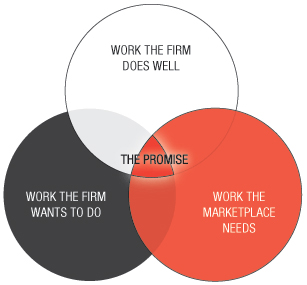 WORK THE FIRM
DOES WELL
THE PROMISE
WORK THE FIRM
WANTS TO DO
WORK THE
MARKETPLACE
NEEDS